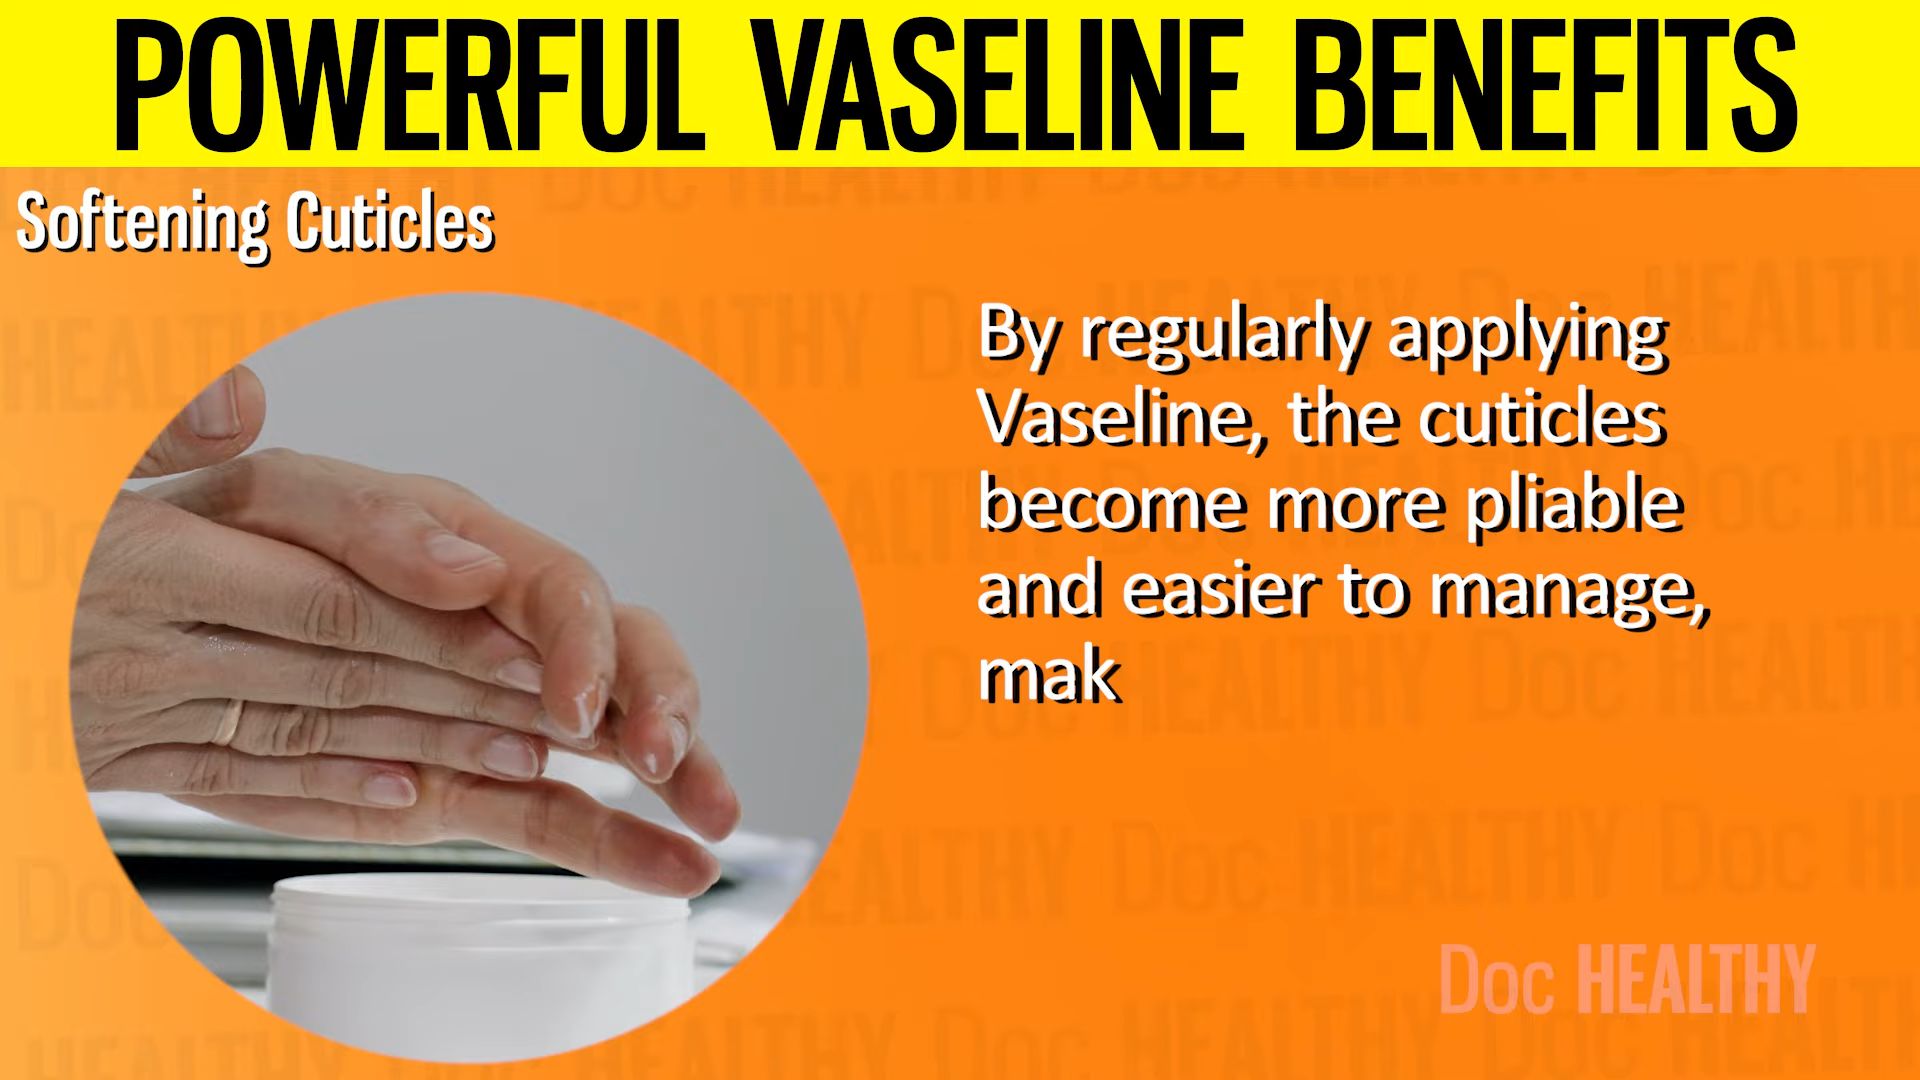 POWERFUL VASELINE BENEFITS
Softening Cuticles
By regularly applying
Vaseline, the cuticles
become more pliable
and easier to manage,
mak
Doc HEALTHY